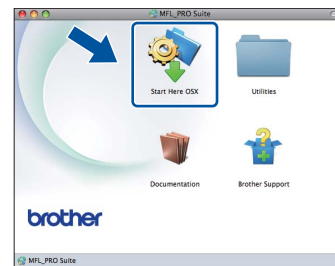 MFL_PRO Suite
Start Here OSX
Utilities
Documentation
Brother Support
brother
MFL_PRO Suite